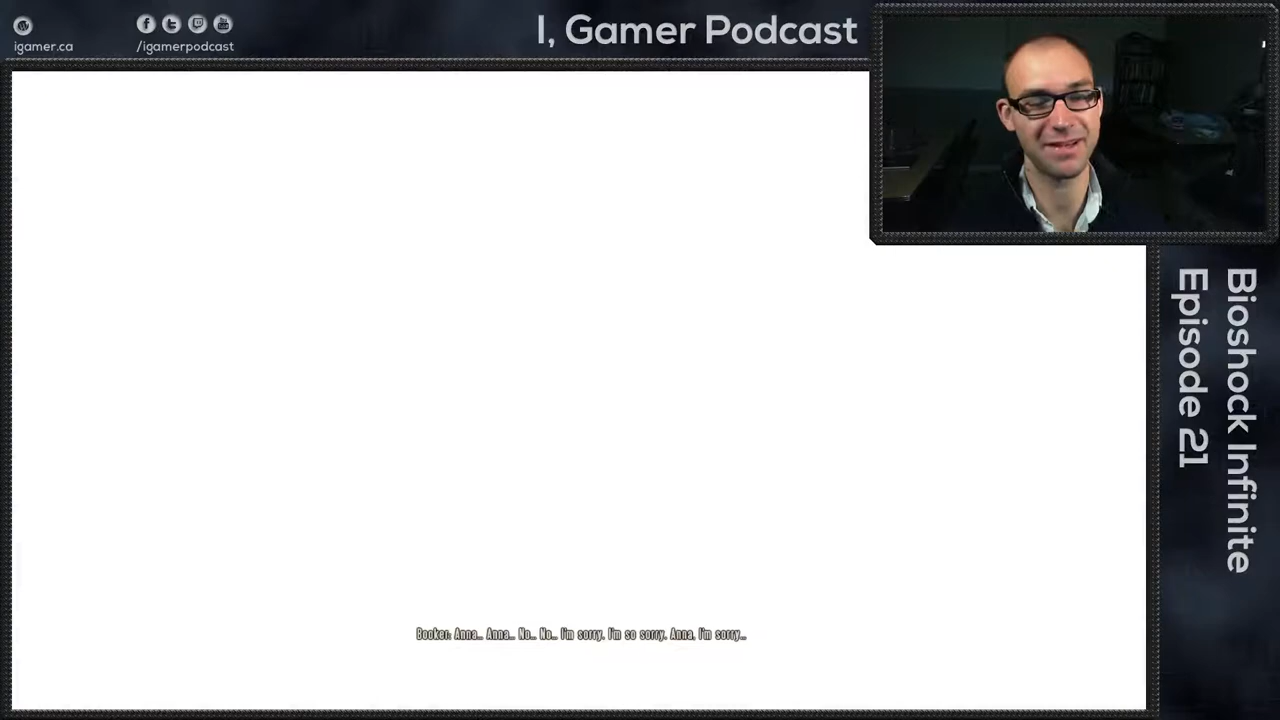 igamer.ca
/igamerpodcast
I, Gamer Podcast
Bioshock Infinite
Episode 21
Booker: Anna... Anna... No... No... I'm sorry. I'm so sorry. Anna, I'm sorry...